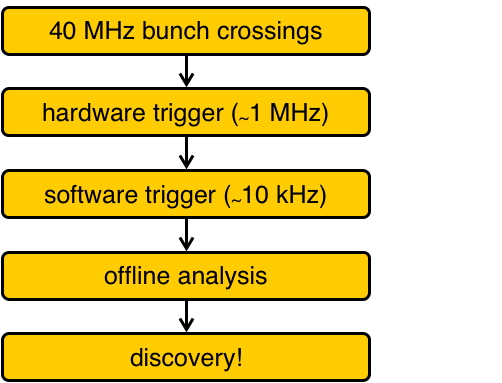 40 MHz bunch crossings
hardware trigger (~1 MHz)
software trigger (~10 kHz)
offline analysis
discovery!